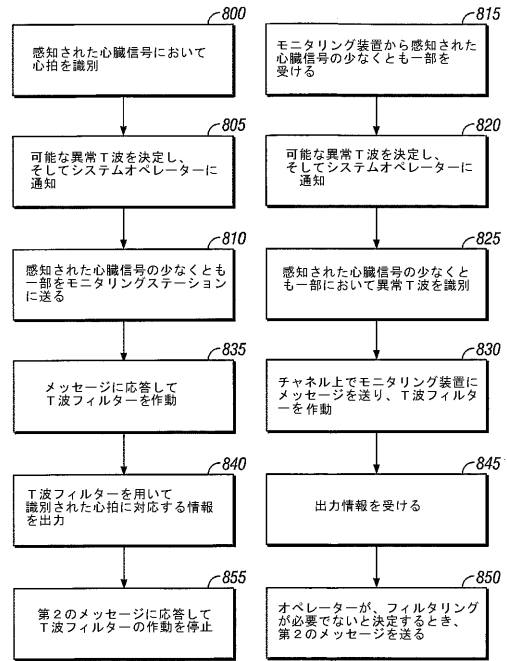 800
感知された心臓信号において
心拍を識別
805
可能な異常T波を決定し、
そしてシステムオペレーターに
通知
810
感知された心臓信号の少なくとも
一部をモニタリングステーション
に送る
835
メッセージに応答して
T波フィルターを作動
840
T波フィルターを用いて
識別された心拍に対応する情報
を出力
855
第2のメッセージに応答して
T波フィルターの作動を停止
815
モニタリング装置から感知された
心臓信号の少なくとも一部を
受ける
820
可能な異常T波を決定し、
そしてシステムオペレーターに
通知
825
感知された心臓信号の少なくと
も一部において異常T波を識別
830
チャネル上でモニタリング装置に
メッセージを送り、T波フィルタ
ーを作動
845
出力情報を受ける
850
オペレーターが、フィルタリング
が必要でないと決定するとき、
第2のメッセージを送る